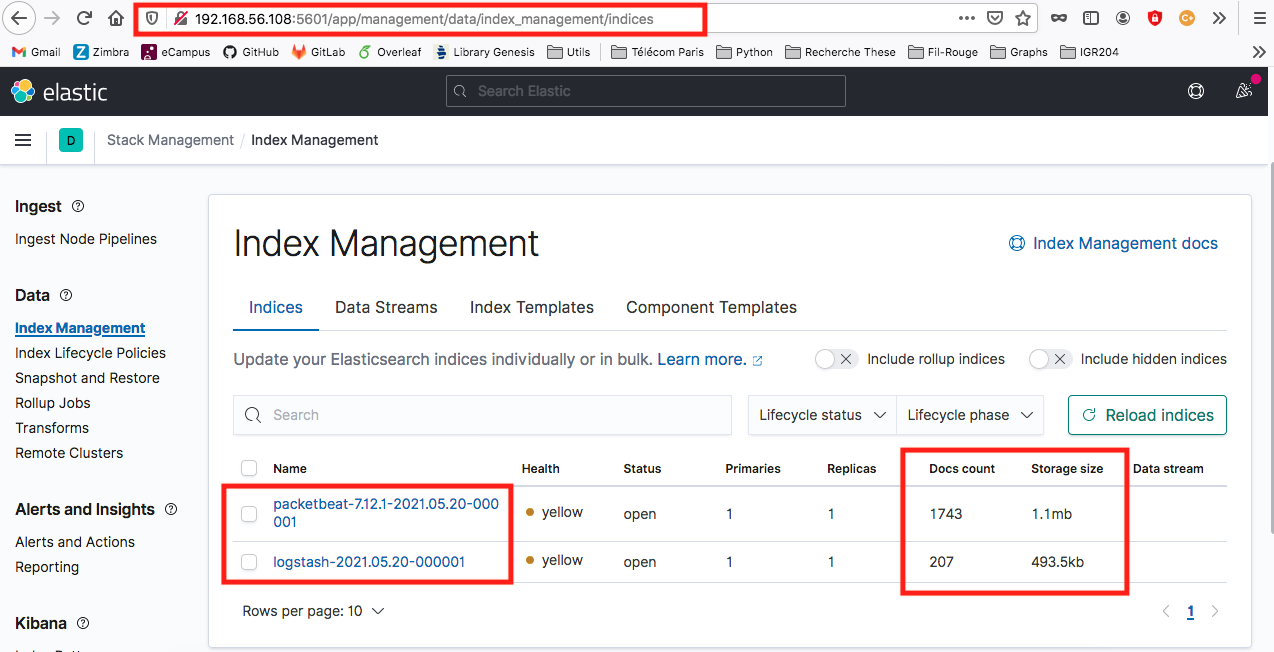 192.168.56.108:5601/app/management/data/index_management/indices
Gmail Zimbra eCampus GitHub GitLab Overleaf Library Genesis Utils Télécom Paris Python Recherche These Fil-Rouge Graphs IGR204
elastic
Search Elastic
D Stack Management / Index Management
Ingest
Ingest Node Pipelines
Data
Index Management
Index Lifecycle Policies
Snapshot and Restore
Rollup Jobs
Transforms
Remote Clusters
Alerts and Insights
Alerts and Actions
Reporting
Kibana
Index Management
Index Management docs
Indices Data Streams Index Templates Component Templates
Update your Elasticsearch indices individually or in bulk. Learn more.
Include rollup indices
Include hidden indices
Search
Lifecycle status
Lifecycle phase
Reload indices
Name Health Status Primaries Replicas Docs count Storage size Data stream
packetbeat-7.12.1-2021.05.20-000
001
yellow open 1 1 1743 1.1mb
logstash-2021.05.20-000001 yellow open 1 1 207 493.5kb
Rows per page: 10
1